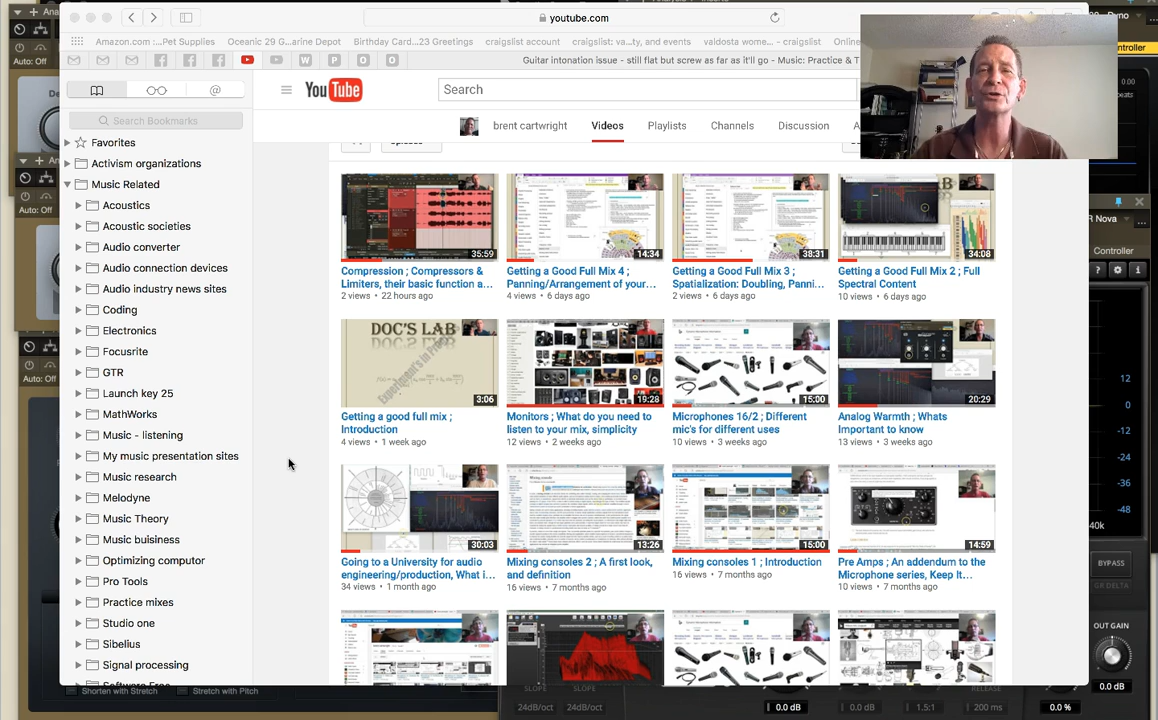 youtube.com
Amazon.com :...Pet Supplies
Oceanic 29 G...arine Depot
Birthday Card...23 Greetings
craigslist account
craigslist: va...ty, and events
valdosta wome... - craigslist
Guitar intonation issue - still flat but screw as far as it'll go - Music: Practice & T
Search Bookmarks
Favorites
Activism organizations
Music Related
Acoustics
Acoustic societies
Audio converter
Audio connection devices
Audio industry news sites
Coding
Electronics
Focusrite
GTR
Launch key 25
MathWorks
Music - listening
My music presentation sites
Music research
Melodyne
Music Theory
Music buisiness
Optimizing computor
Pro Tools
Practice mixes
Studio one
Sibelius
Signal processing
YouTube
Search
brent cartwright
Videos
Playlists
Channels
Discussion
35:59
14:34
38:31
34:08
Compression ; Compressors & Limiters, their basic function a...
2 views • 22 hours ago
Getting a Good Full Mix 4 ; Panning/Arrangement of your...
4 views • 6 days ago
Getting a Good Full Mix 3 ; Spatialization: Doubling, Panni...
2 views • 6 days ago
Getting a Good Full Mix 2 ; Full Spectral Content
10 views • 6 days ago
DOC'S LAB
3:06
19:28
15:00
20:29
Getting a good full mix ; Introduction
4 views • 1 week ago
Monitors ; What do you need to listen to your mix, simplicity
12 views • 2 weeks ago
Microphones 16/2 ; Different mic's for different uses
10 views • 3 weeks ago
Analog Warmth ; Whats Important to know
13 views • 3 weeks ago
30:03
13:26
15:00
14:59
Going to a University for audio engineering/production, What i...
34 views • 1 month ago
Mixing consoles 2 ; A first look, and definition
16 views • 7 months ago
Mixing consoles 1 ; Introduction
16 views • 7 months ago
Pre Amps ; An addendum to the Microphone series, Keep It...
10 views • 7 months ago
Auto: Off
Auto: Off
Auto: Off
Shorten with Stretch
Stretch with Pitch
SLOPE
SLOPE
24dB/oct
24dB/oct
0.0 dB
0.0 dB
1.5:1
RELEASE
200 ms
0.0 %
0.00
R Nova
Controller
12
0
-12
-24
-36
-48
40k
BYPASS
GR DELTA
OUT GAIN
0.0 dB